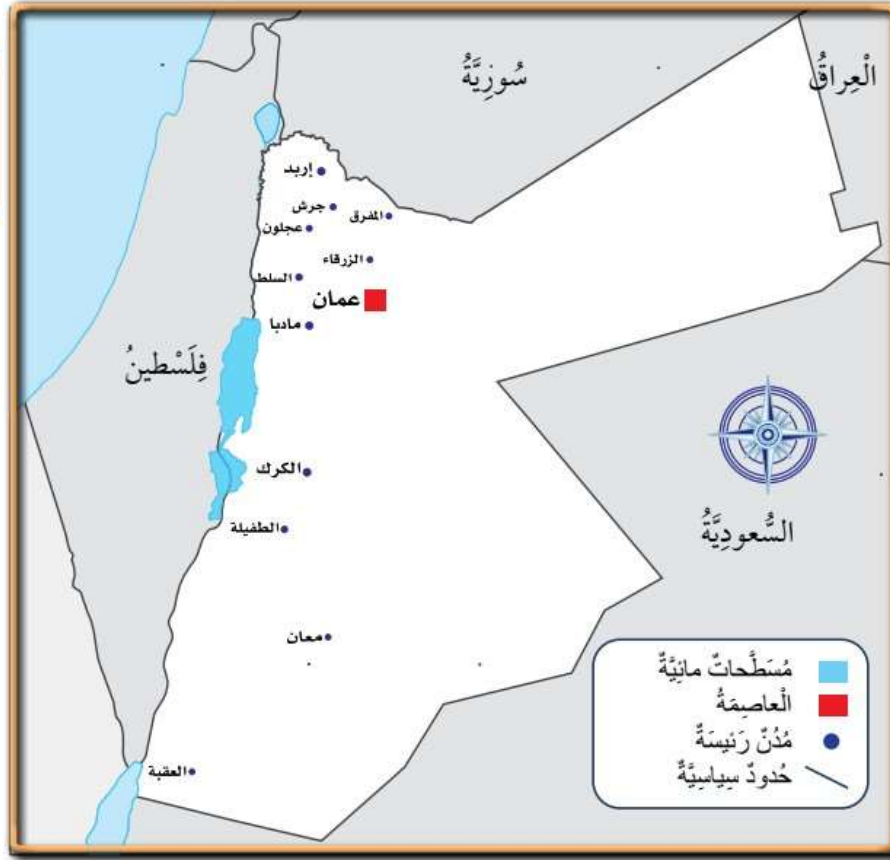 سُورِيَّةُ
الْعِراقُ
إربد
جرش
المفرق
عجلون
الزرقاء
السلط
عمان
مادبا
فِلَسْطينُ
الكرك
الطفيلة
السُّعودِيَّةُ
معان
العقبة
مُسَطَّحاتٌ مائِيَّةٌ
الْعاصِمَةُ
مُدُنٌ رَئيسَةٌ
حُدودٌ سِياسِيَّةٌ